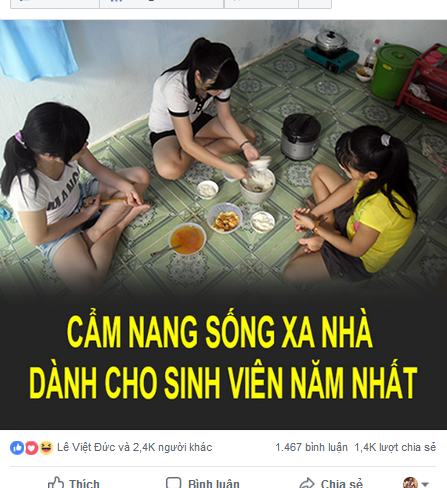 CẨM NANG SỐNG XA NHÀ
DÀNH CHO SINH VIÊN NĂM NHẤT
Lê Việt Đức và 2,4K người khác 1.467 bình luận 1,4K lượt chia sẻ
Thích Bình luận Chia sẻ